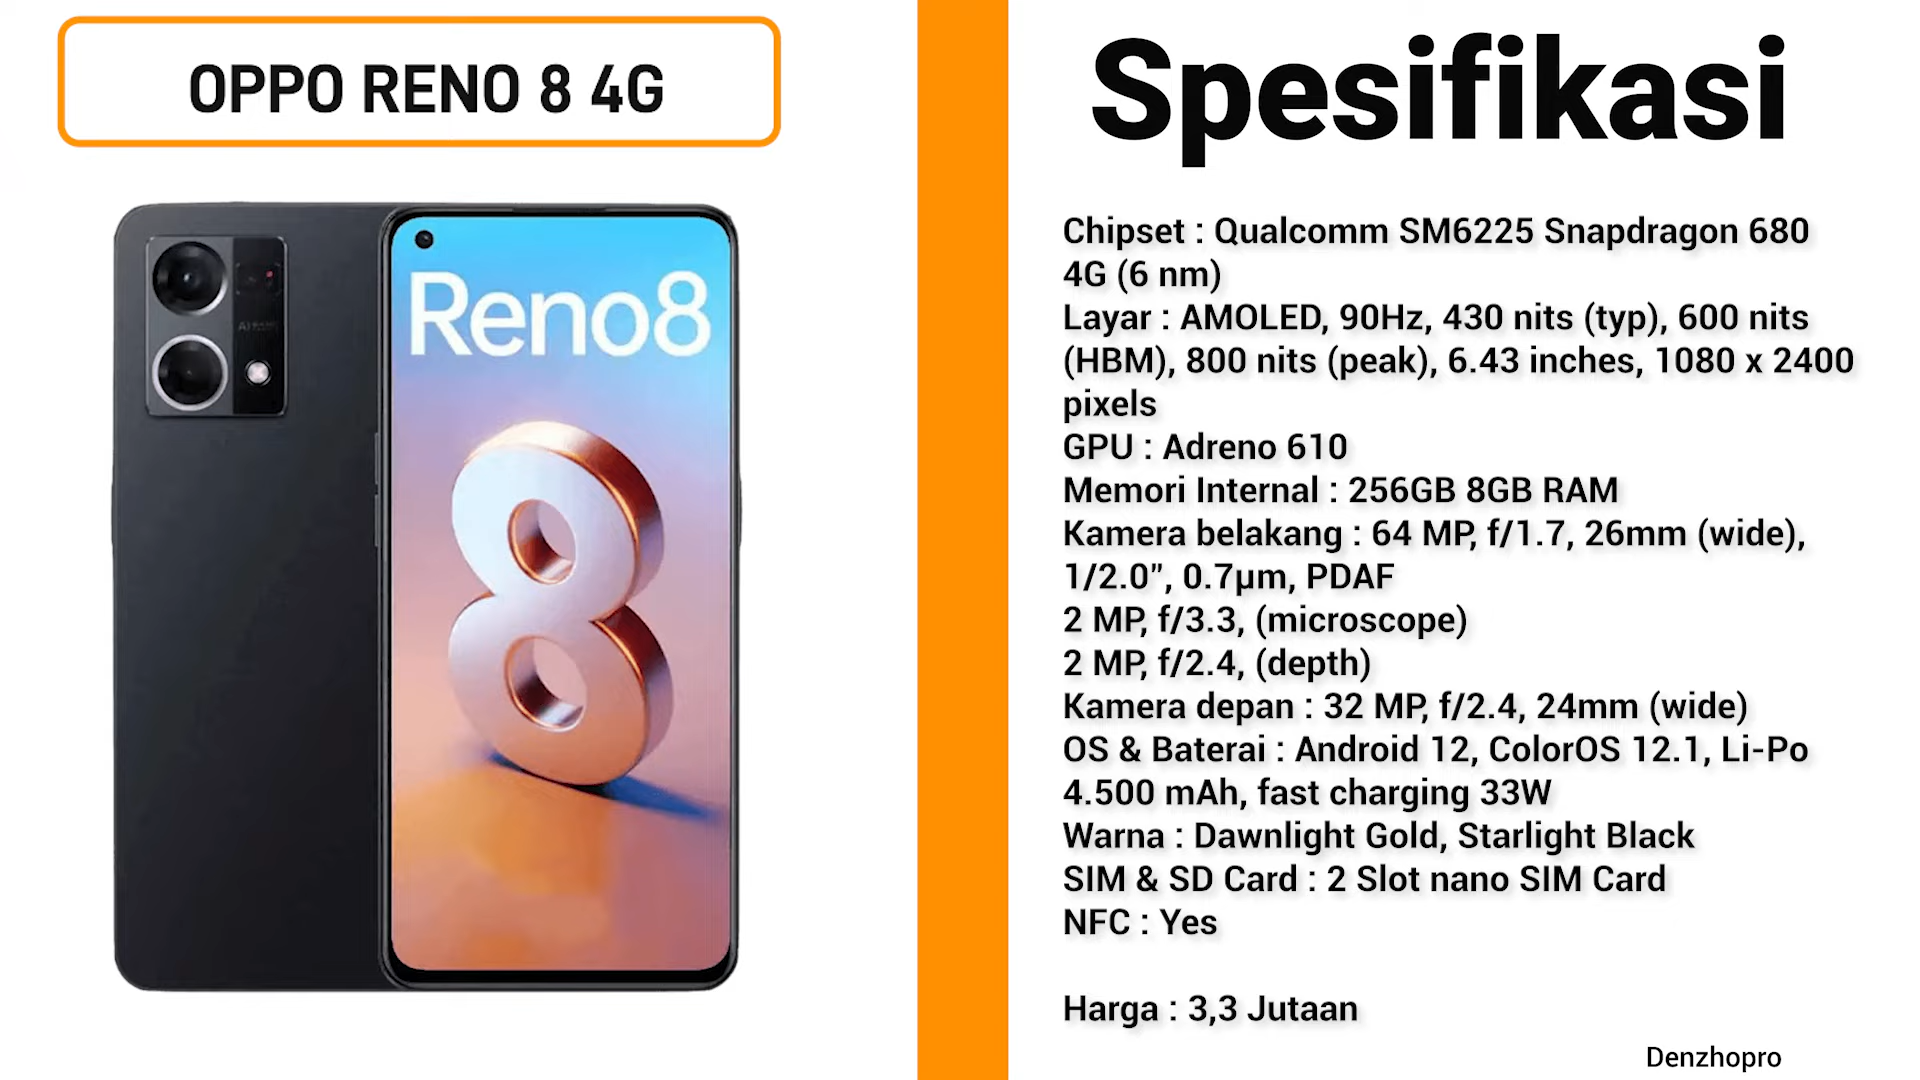 OPPO RENO 8 4G
Reno8
8
Spesifikasi
Chipset : Qualcomm SM6225 Snapdragon 680
4G (6 nm)
Layar : AMOLED, 90Hz, 430 nits (typ), 600 nits
(HBM), 800 nits (peak), 6.43 inches, 1080 x 2400
pixels
GPU : Adreno 610
Memori Internal : 256GB 8GB RAM
Kamera belakang : 64 MP, f/1.7, 26mm (wide),
1/2.0”, 0.7µm, PDAF
2 MP, f/3.3, (microscope)
2 MP, f/2.4, (depth)
Kamera depan : 32 MP, f/2.4, 24mm (wide)
OS & Baterai : Android 12, ColorOS 12.1, Li-Po
4.500 mAh, fast charging 33W
Warna : Dawnlight Gold, Starlight Black
SIM & SD Card : 2 Slot nano SIM Card
NFC : Yes
Harga : 3,3 Jutaan
Denzhopro